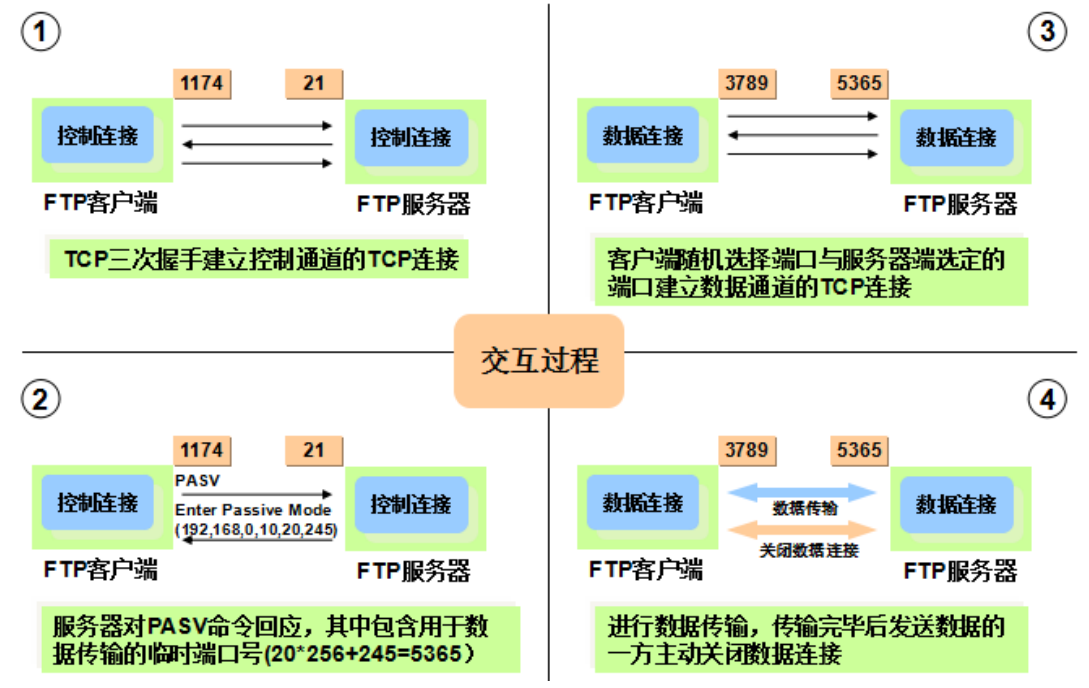 ①
1174
21
控制连接
控制连接
FTP客户端
FTP服务器
TCP三次握手建立控制通道的TCP连接
②
1174
21
PASV
控制连接
Enter Passive Mode
(192,168,0,10,20,245)
控制连接
FTP客户端
FTP服务器
服务器对PASV命令回应，其中包含用于数
据传输的临时端口号(20*256+245=5365）
③
3789
5365
数据连接
数据连接
FTP客户端
FTP服务器
客户端随机选择端口与服务器端选定的
端口建立数据通道的TCP连接
④
3789
5365
数据连接
数据传输
关闭数据连接
数据连接
FTP客户端
FTP服务器
进行数据传输，传输完毕后发送数据的
一方主动关闭数据连接
交互过程